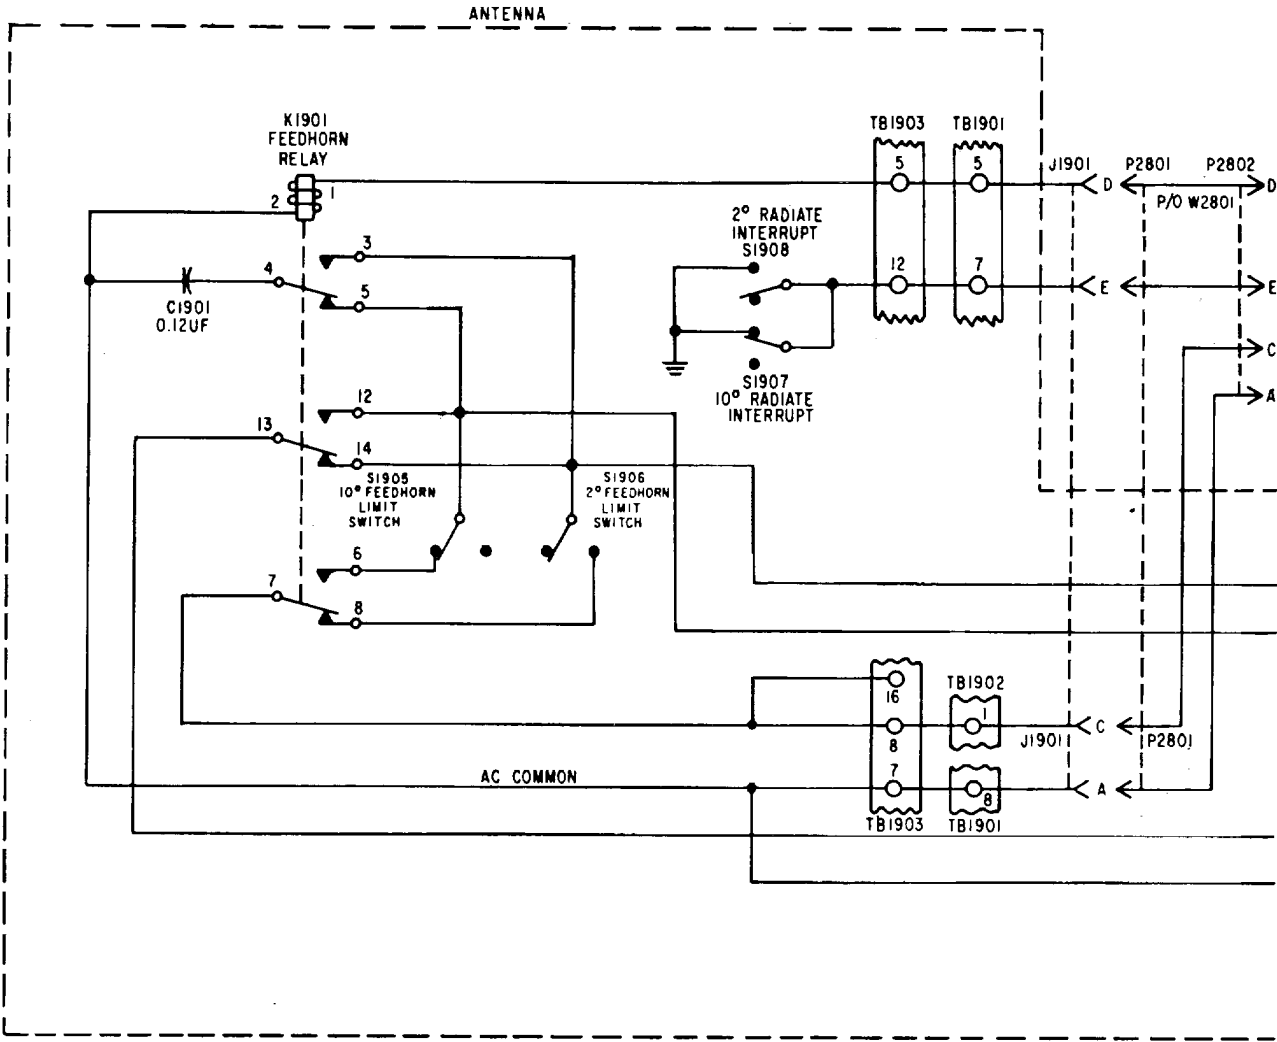 ANTENNA
K1901
FEEDHORN
RELAY
1
2
3
4
5
C1901
0.12UF
12
13
14
S1905
10° FEEDHORN
LIMIT
SWITCH
S1906
2° FEEDHORN
LIMIT
SWITCH
6
7
8
2° RADIATE
INTERRUPT
S1908
S1907
10° RADIATE
INTERRUPT
TB1903
TB1901
5
5
12
7
J1901
P2801
P2802
D
D
P/O W2801
E
E
C
A
16
8
7
TB1903
TB1902
1
8
TB1901
J1901
C
P2801
A
AC COMMON